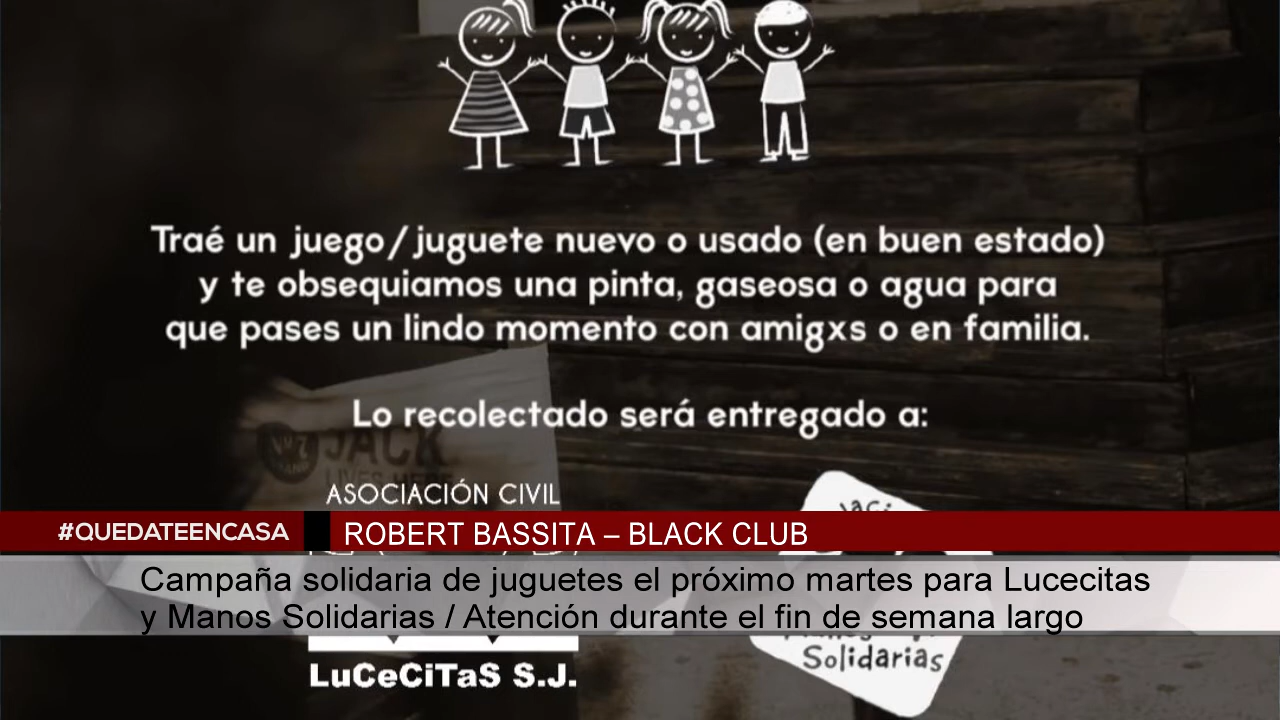 Traé un juego/juguete nuevo o usado (en buen estado)
y te obsequiamos una pinta, gaseosa o agua para
que pases un lindo momento con amigxs o en familia.
Lo recolectado será entregado a:
JACK
ASOCIACIÓN CIVIL
#QUEDATEENCASA
ROBERT BASSITA – BLACK CLUB
Campaña solidaria de juguetes el próximo martes para Lucecitas
y Manos Solidarias / Atención durante el fin de semana largo
LuCeCiTaS S.J.
Solidarias